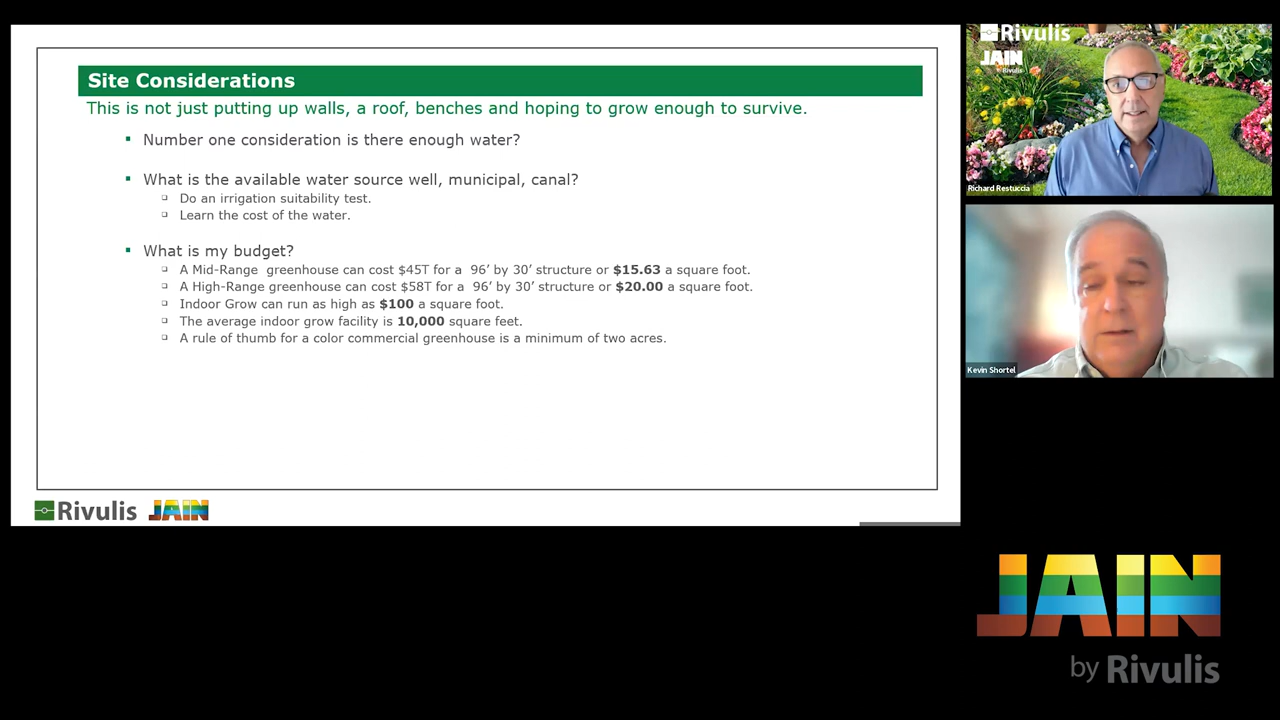 Site Considerations
This is not just putting up walls, a roof, benches and hoping to grow enough to survive.
Number one consideration is there enough water?
What is the available water source well, municipal, canal?
Do an irrigation suitability test.
Learn the cost of the water.
What is my budget?
A Mid-Range greenhouse can cost $45T for a 96’ by 30’ structure or $15.63 a square foot.
A High-Range greenhouse can cost $58T for a 96’ by 30’ structure or $20.00 a square foot.
Indoor Grow can run as high as $100 a square foot.
The average indoor grow facility is 10,000 square feet.
A rule of thumb for a color commercial greenhouse is a minimum of two acres.
Rivulis JAIN
Rivulis
JAIN
by Rivulis
Richard Restuccia
Kevin Shortel
JAIN
by Rivulis